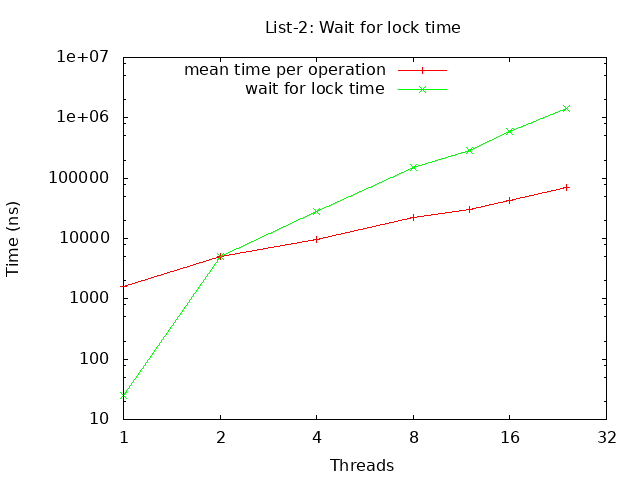 List-2: Wait for lock time
1e+07
mean time per operation
wait for lock time
1e+06
100000
10000
1000
100
10
Time (ns)
1 2 4 8 16 32
Threads